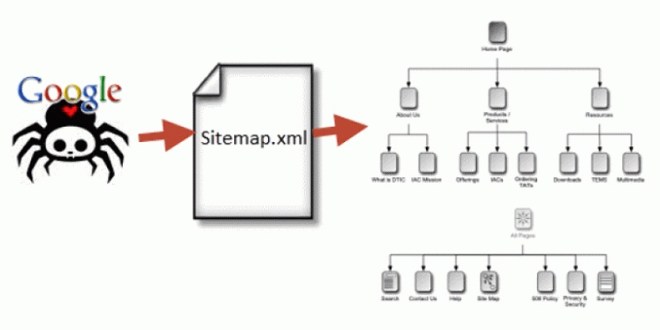 Google
Sitemap.xml
Home Page
About Us
Products /
Services
Resources
What is DTIC
IAC Mission
Offerings
IACs
Ordering
TATs
Downloads
TEMS
Multimedia
All Pages
Search
Contact Us
Help
Site Map
508 Policy
Privacy &
Security
Survey